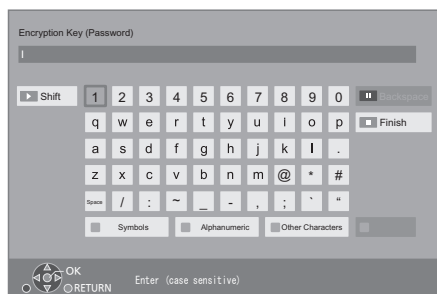 Encryption Key (Password)
Shift 1 2 3 4 5 6 7 8 9 0 Backspace
q w e r t y u i o p Finish
a s d f g h j k l .
z x c v b n m @ * #
Space / : ~ _ - , ; ` “
Symbols Alphanumeric Other Characters
OK
RETURN
Enter (case sensitive)